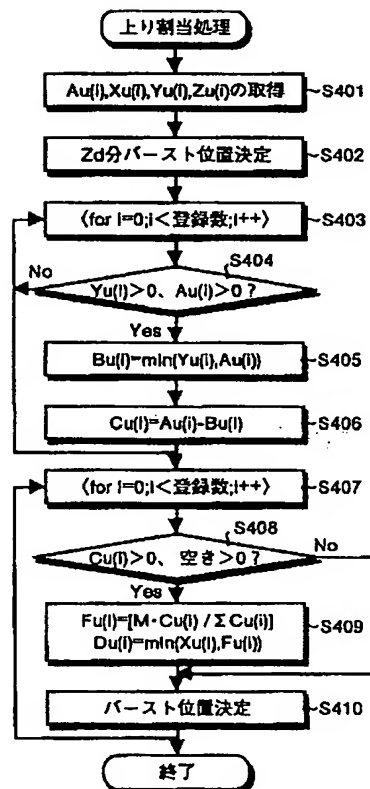 上り割当処理
Au(i),Xu(i),Yu(i),Zu(i)の取得
S401
Zd分バースト位置決定
S402
〈for i=0;i＜登録数;i++〉
S403
S404
No
Yu(i)＞0、Au(i)＞0？
Yes
Bu(i)=min{Yu(i),Au(i)}
S405
Cu(i)=Au(i)-Bu(i)
S406
〈for i=0;i＜登録数;i++〉
S407
S408
No
Cu(i)＞0、空き＞0？
Yes
Fu(i)=[M・Cu(i) / Σ Cu(i)]
Du(i)=min{Xu(i),Fu(i)}
S409
バースト位置決定
S410
終了